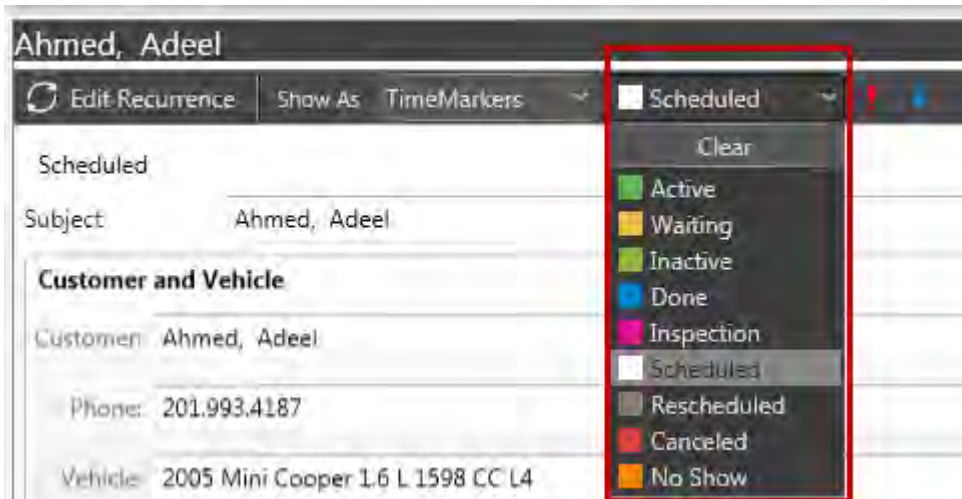 Ahmed, Adeel
Edit Recurrence Show As TimeMarkers Scheduled
Clear
Scheduled
Active
Subject Ahmed, Adeel
Waiting
Inactive
Customer and Vehicle
Done
Customer: Ahmed, Adeel
Inspection
Scheduled
Phone: 201.993.4187
Rescheduled
Canceled
Vehicle: 2005 Mini Cooper 1.6 L 1598 CC L4
No Show